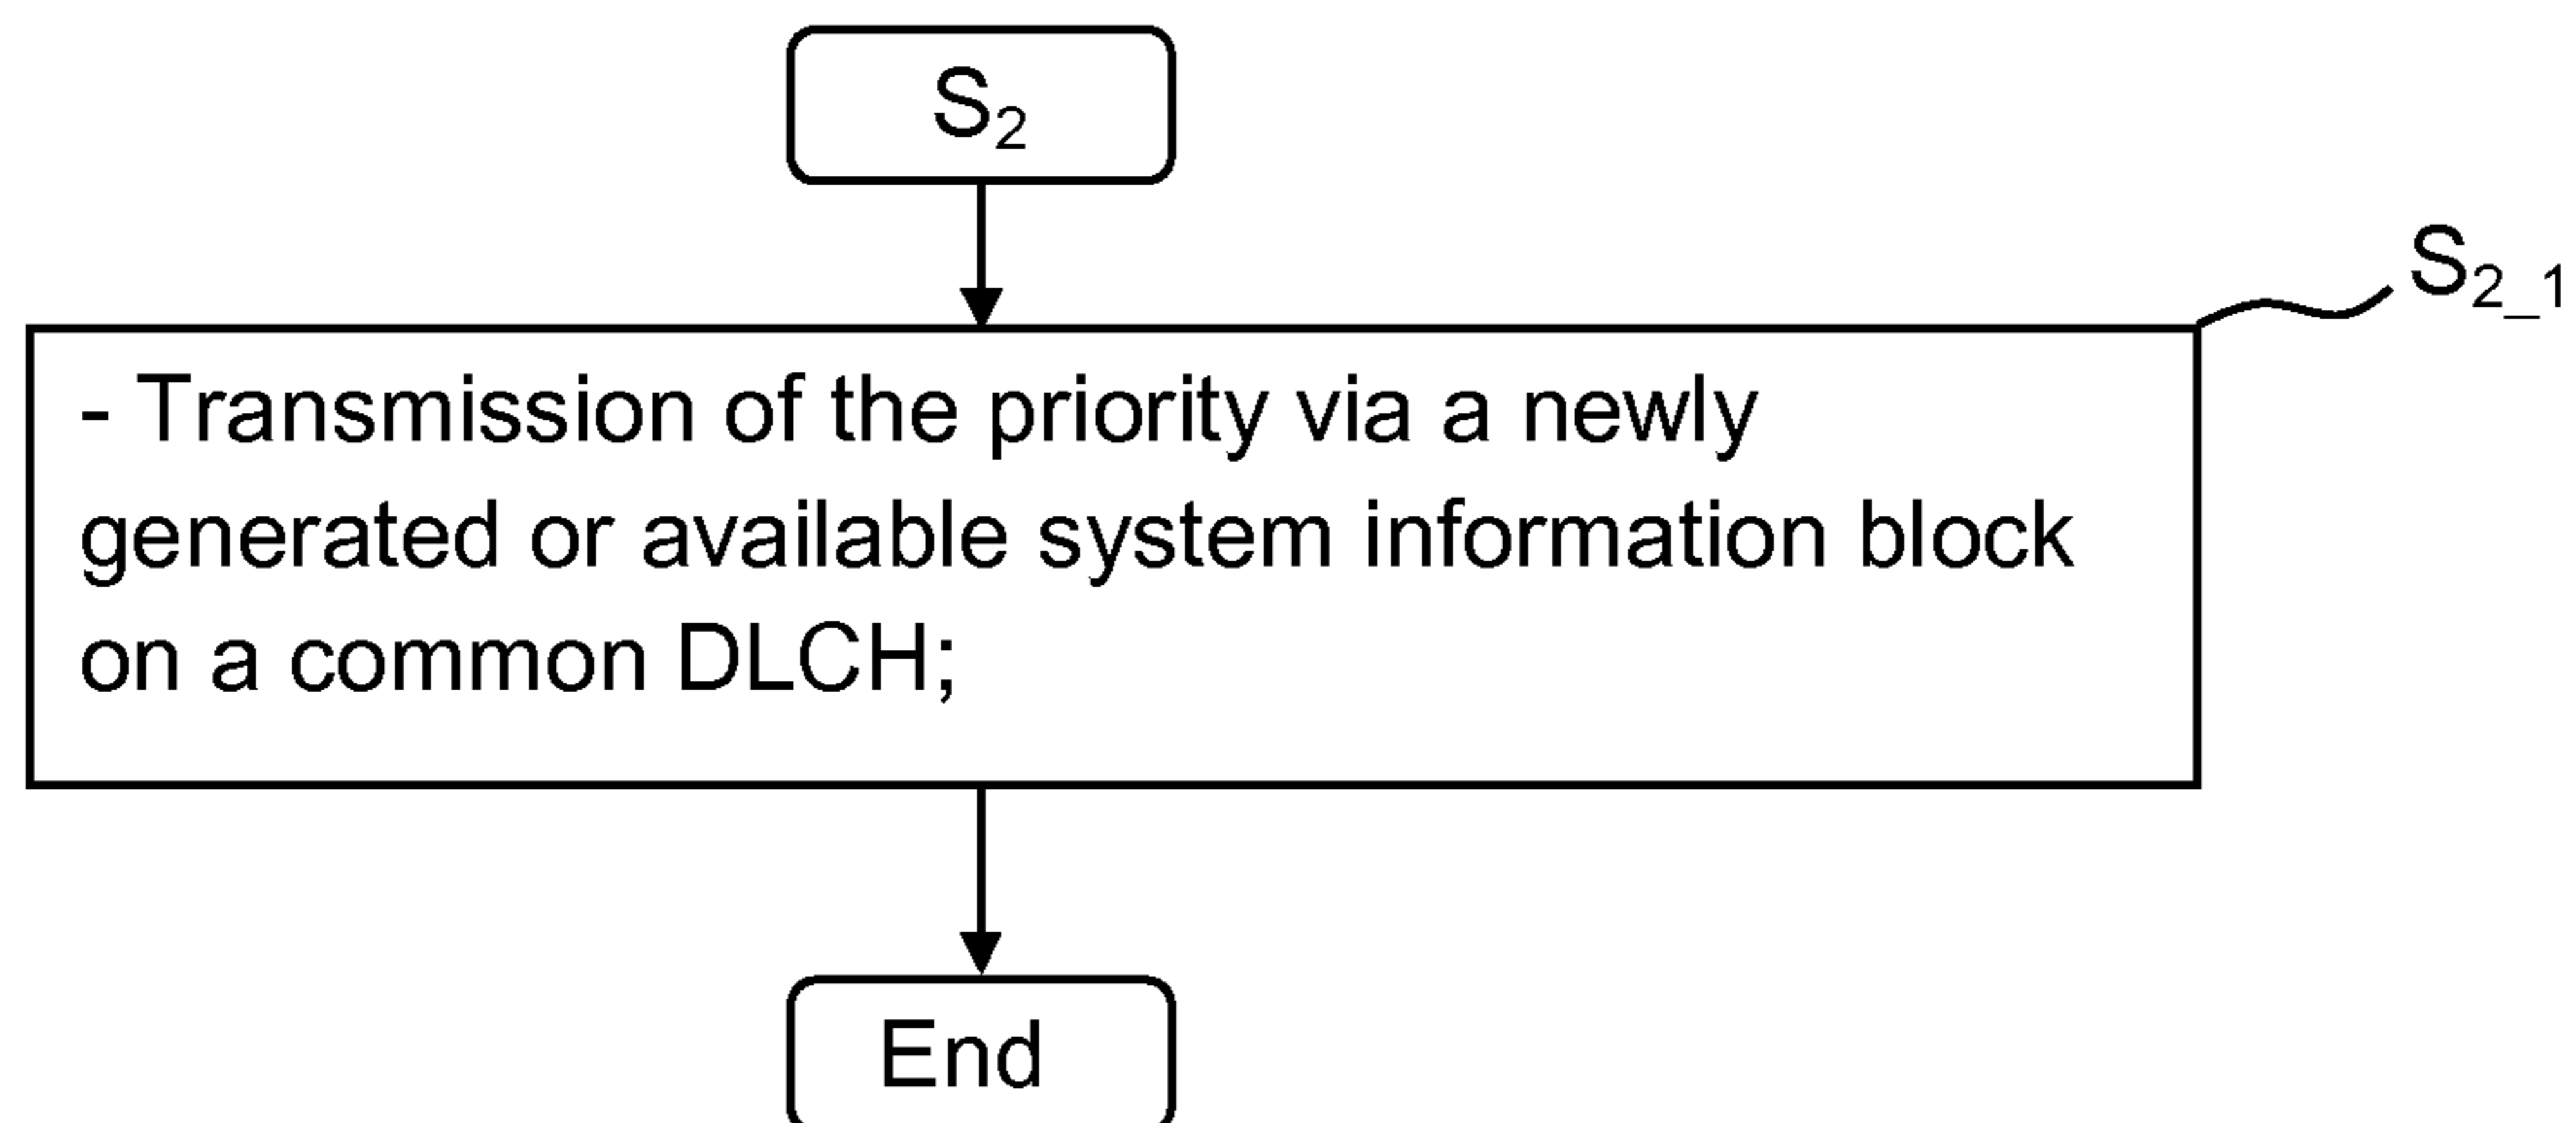 S₂
S₂_₁
- Transmission of the priority via a newly
generated or available system information block
on a common DLCH;
End